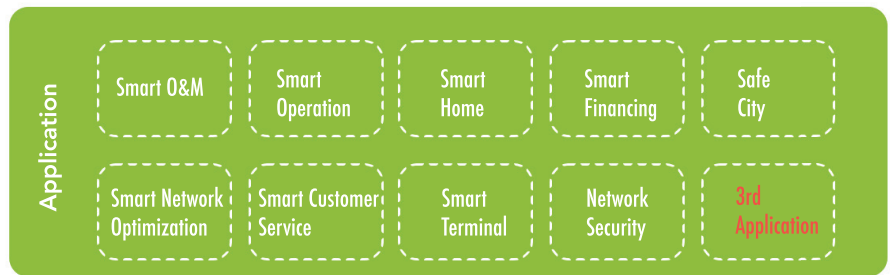 Application
Smart O&M
Smart
Operation
Smart
Home
Smart
Financing
Safe
City
Smart Network
Optimization
Smart Customer
Service
Smart
Terminal
Network
Security
3rd
Application